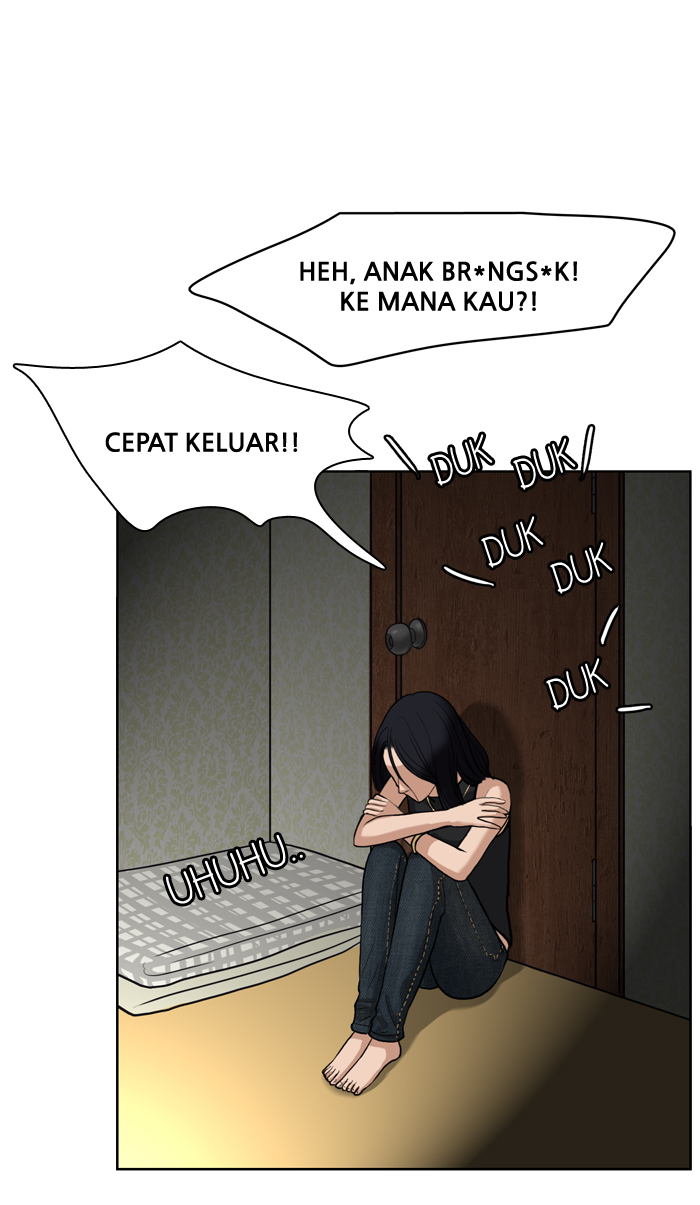 HEH, ANAK BR*NGS*K!
KE MANA KAU?!
CEPAT KELUAR!!
DUK
DUK
DUK
DUK
DUK
UHUHU..